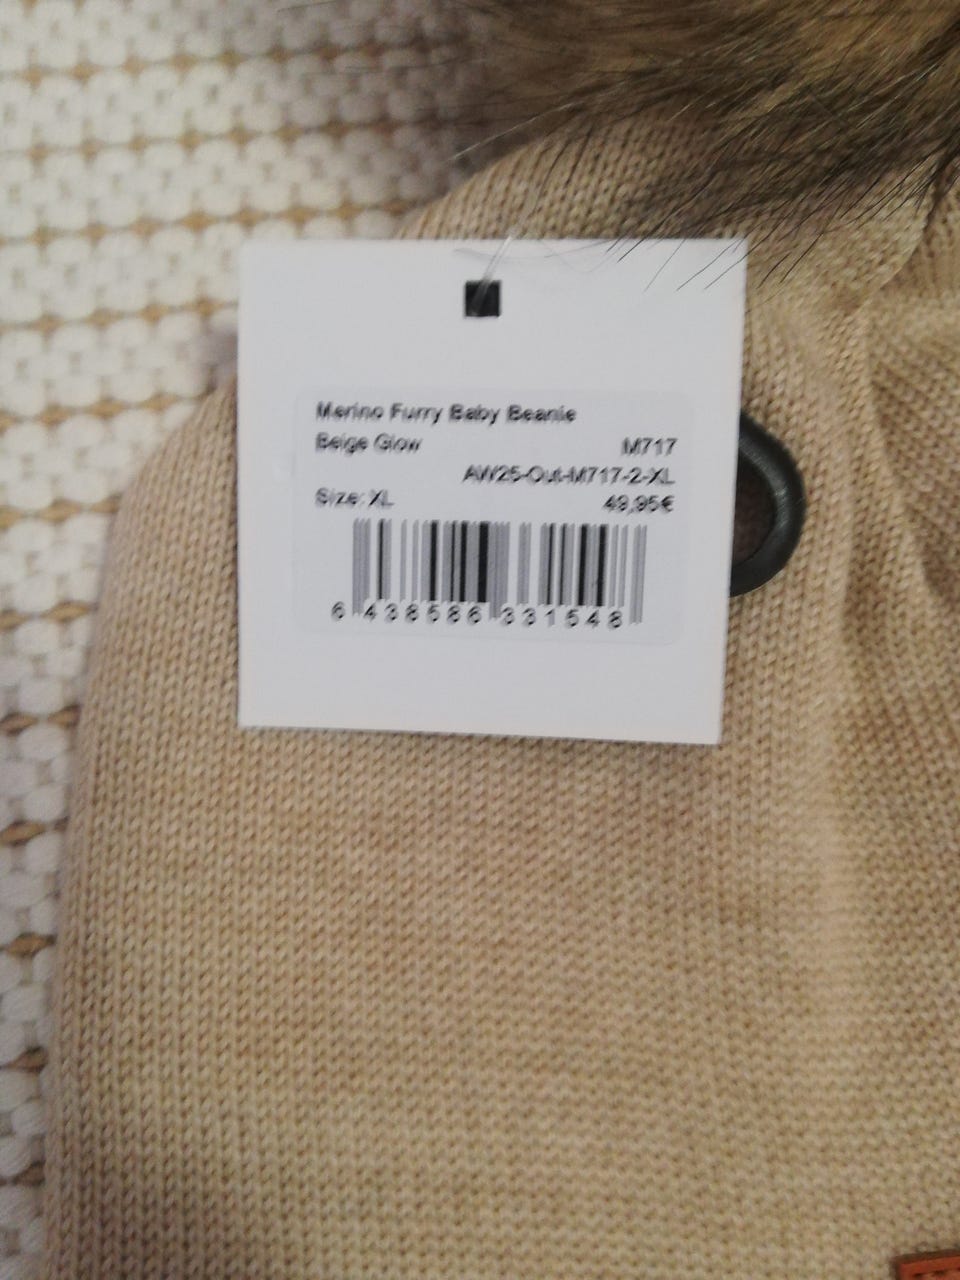 Merino Furry Baby Beanie
Beige Glow M717
AW25-Out-M717-2-XL
Size: XL 49,95€
6 438586 331548